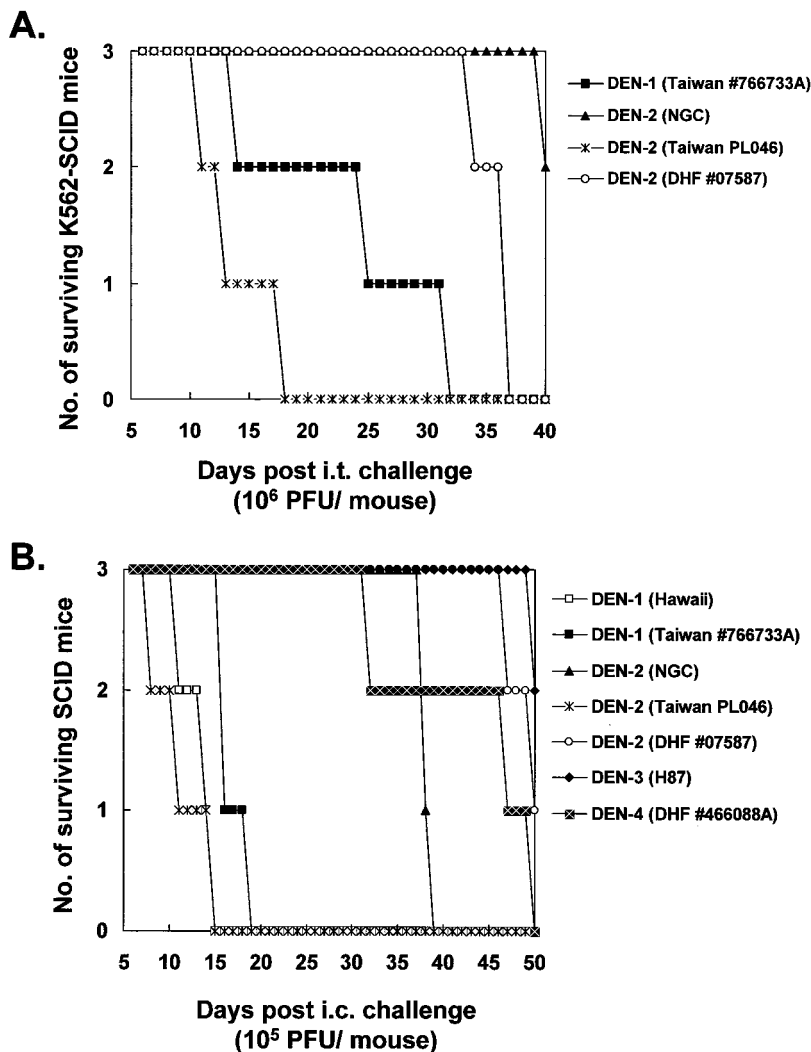 A.
No. of surviving K562-SCID mice
3
2
1
0
5 10 15 20 25 30 35 40
Days post i.t. challenge
(10⁶ PFU/ mouse)
DEN-1 (Taiwan #766733A)
DEN-2 (NGC)
DEN-2 (Taiwan PL046)
DEN-2 (DHF #07587)
B.
No. of surviving SCID mice
3
2
1
0
5 10 15 20 25 30 35 40 45 50
Days post i.c. challenge
(10⁵ PFU/ mouse)
DEN-1 (Hawaii)
DEN-1 (Taiwan #766733A)
DEN-2 (NGC)
DEN-2 (Taiwan PL046)
DEN-2 (DHF #07587)
DEN-3 (H87)
DEN-4 (DHF #466088A)